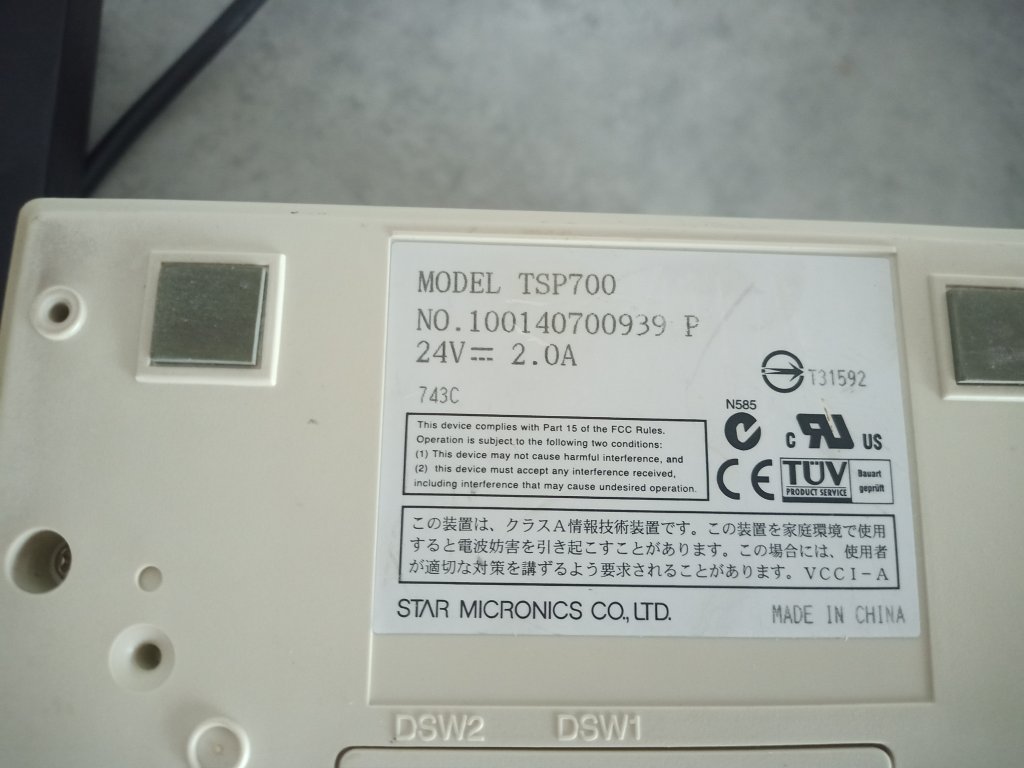 MODEL TSP700
NO.100140700939 P
24V⎓ 2.0A
743C
T31592
N585
c RU US
This device complies with Part 15 of the FCC Rules.
Operation is subject to the following two conditions:
(1) This device may not cause harmful interference, and
(2) this device must accept any interference received,
including interference that may cause undesired operation.
CE
TÜV
PRODUCT SERVICE
Bauart
geprüft
この装置は、クラスA情報技術装置です。この装置を家庭環境で使用
すると電波妨害を引き起こすことがあります。この場合には、使用者
が適切な対策を講ずるよう要求されることがあります。VCCI-A
STAR MICRONICS CO., LTD.
MADE IN CHINA
DSW2 DSW1